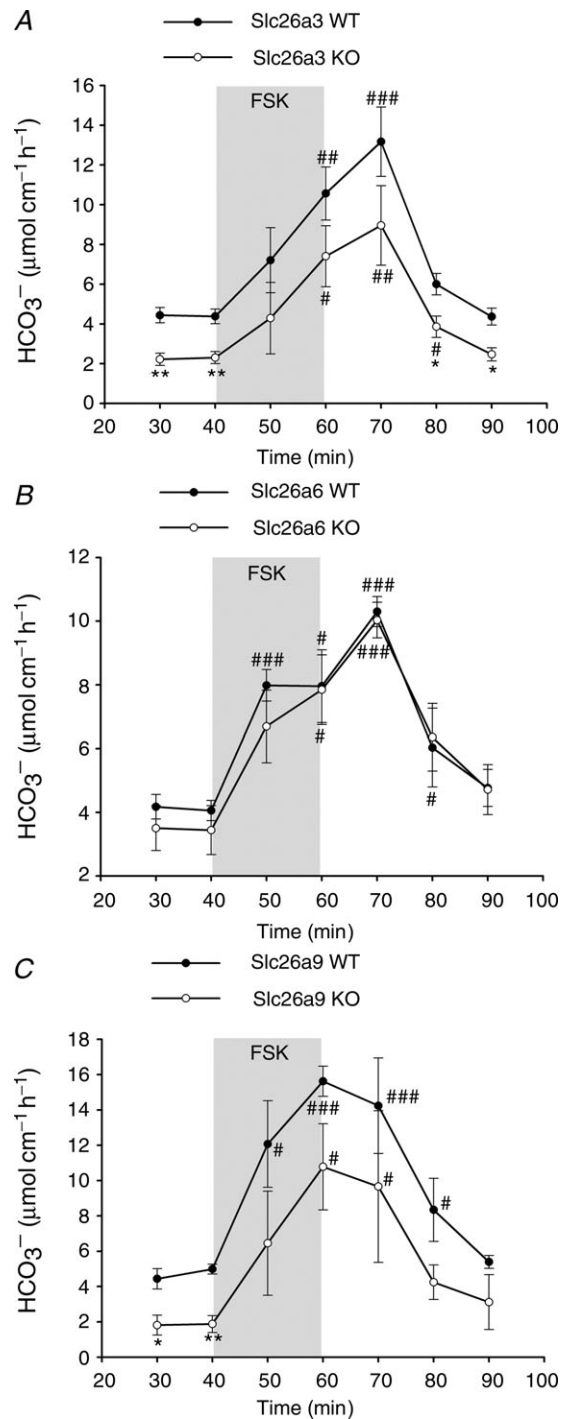 A
Slc26a3 WT
Slc26a3 KO
HCO3⁻ (μmol cm⁻¹ h⁻¹)
16
14
12
10
8
6
4
2
0
FSK
###
##
#
##
#
*
*
**
**
20 30 40 50 60 70 80 90 100
Time (min)
B
Slc26a6 WT
Slc26a6 KO
HCO3⁻ (μmol cm⁻¹ h⁻¹)
12
10
8
6
4
2
FSK
###
#
###
###
#
#
20 30 40 50 60 70 80 90 100
Time (min)
C
Slc26a9 WT
Slc26a9 KO
HCO3⁻ (μmol cm⁻¹ h⁻¹)
18
16
14
12
10
8
6
4
2
0
FSK
###
###
#
#
#
#
*
**
20 30 40 50 60 70 80 90 100
Time (min)